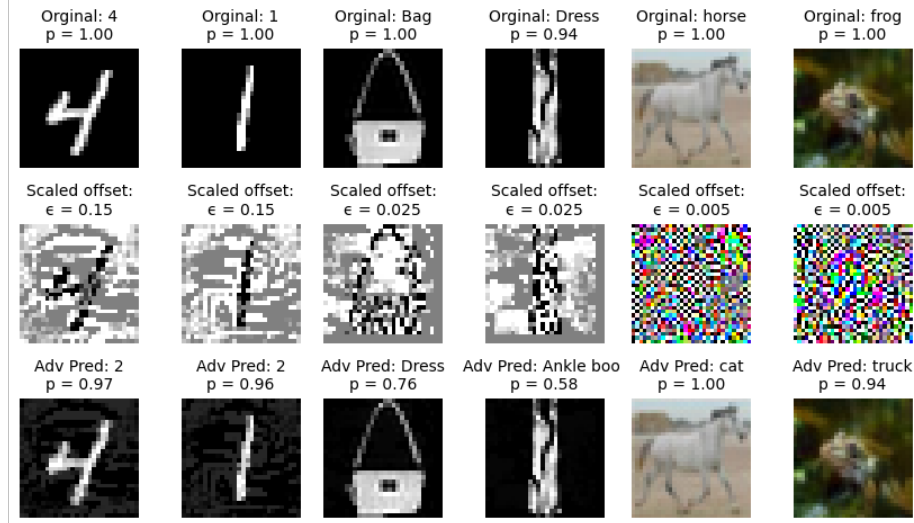 Orginal: 4 Orginal: 1 Orginal: Bag Orginal: Dress Orginal: horse Orginal: frog
p = 1.00 p = 1.00 p = 1.00 p = 0.94 p = 1.00 p = 1.00
Scaled offset: Scaled offset: Scaled offset: Scaled offset: Scaled offset: Scaled offset:
ϵ = 0.15 ϵ = 0.15 ϵ = 0.025 ϵ = 0.025 ϵ = 0.005 ϵ = 0.005
Adv Pred: 2 Adv Pred: 2 Adv Pred: Dress Adv Pred: Ankle boo Adv Pred: cat Adv Pred: truck
p = 0.97 p = 0.96 p = 0.76 p = 0.58 p = 1.00 p = 0.94